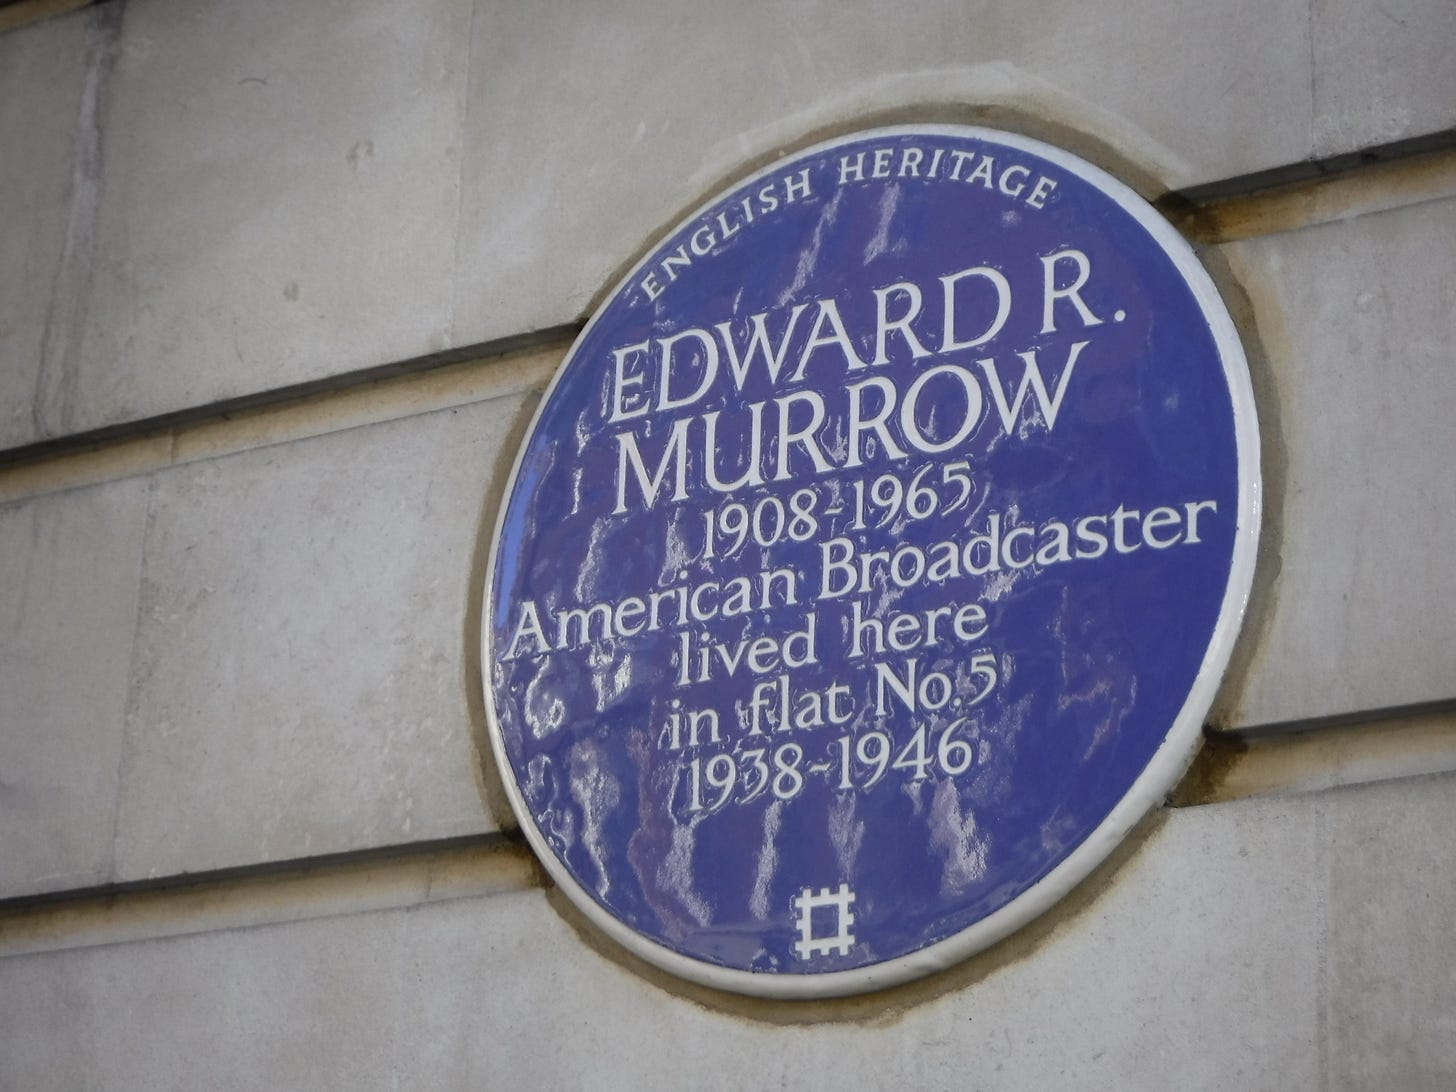 ENGLISH HERITAGE
EDWARD R.
MURROW
1908-1965
American Broadcaster
lived here
in flat No.5
1938-1946